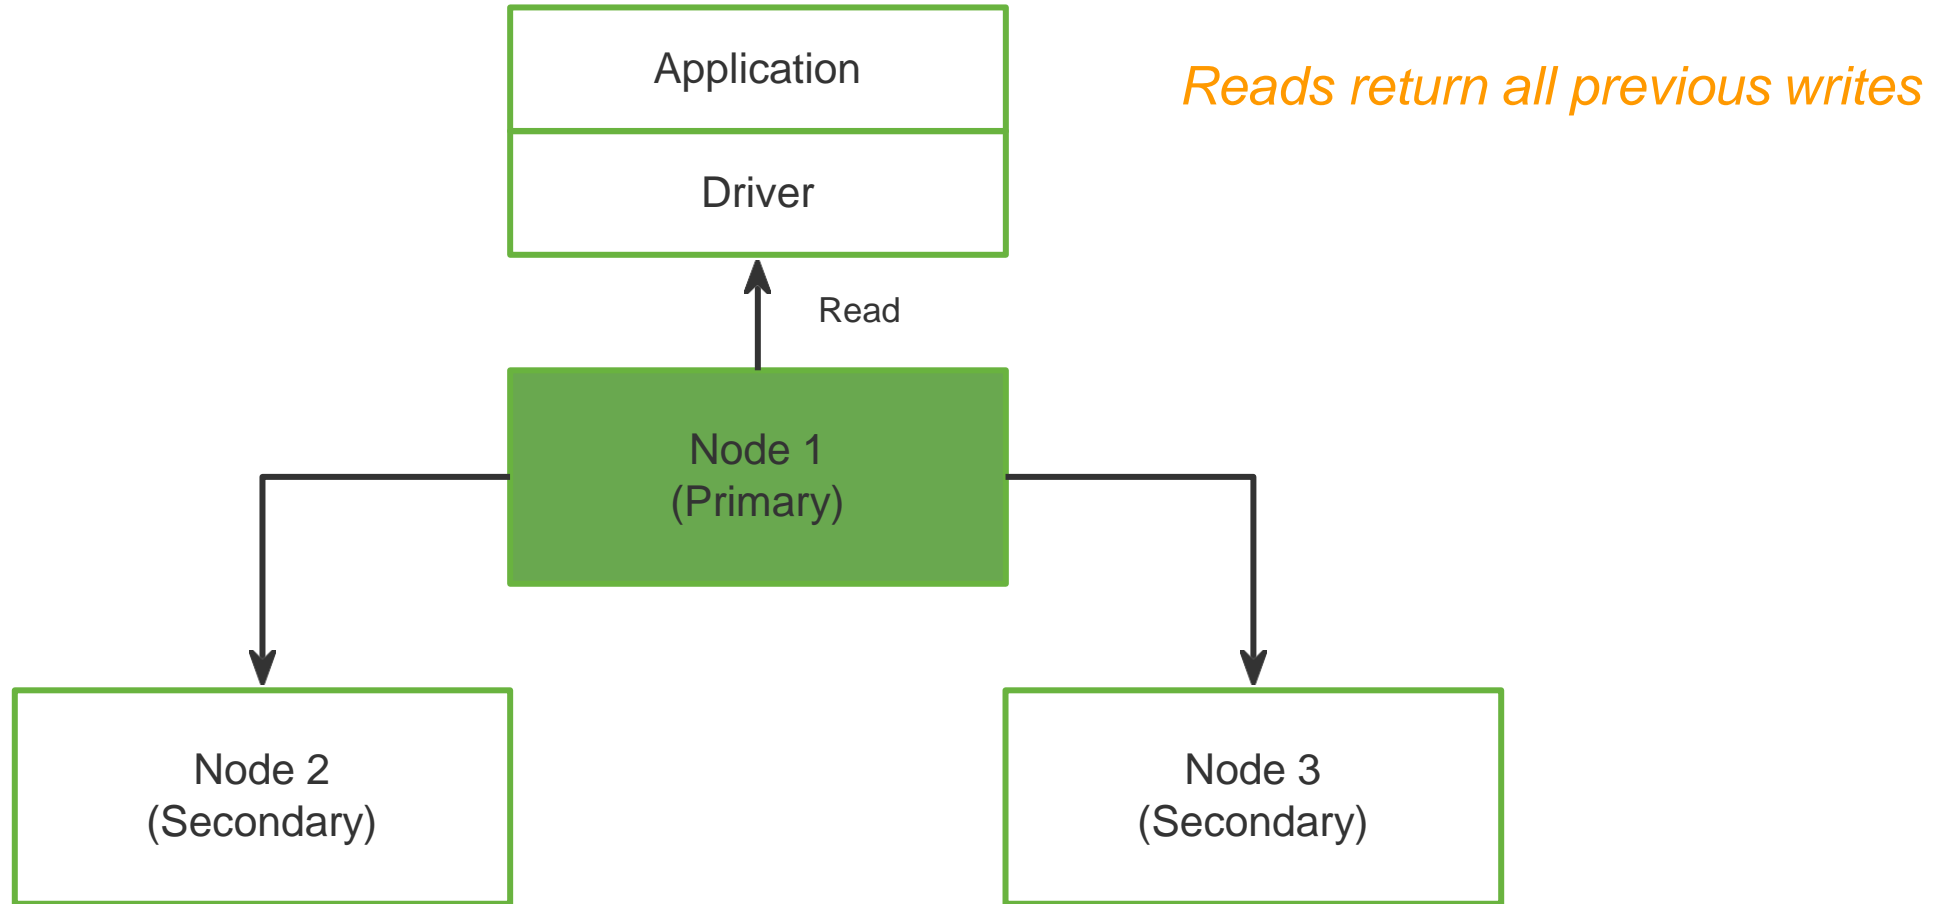 Application
Reads return all previous writes
Driver
Read
Node 1
(Primary)
Node 2
(Secondary)
Node 3
(Secondary)